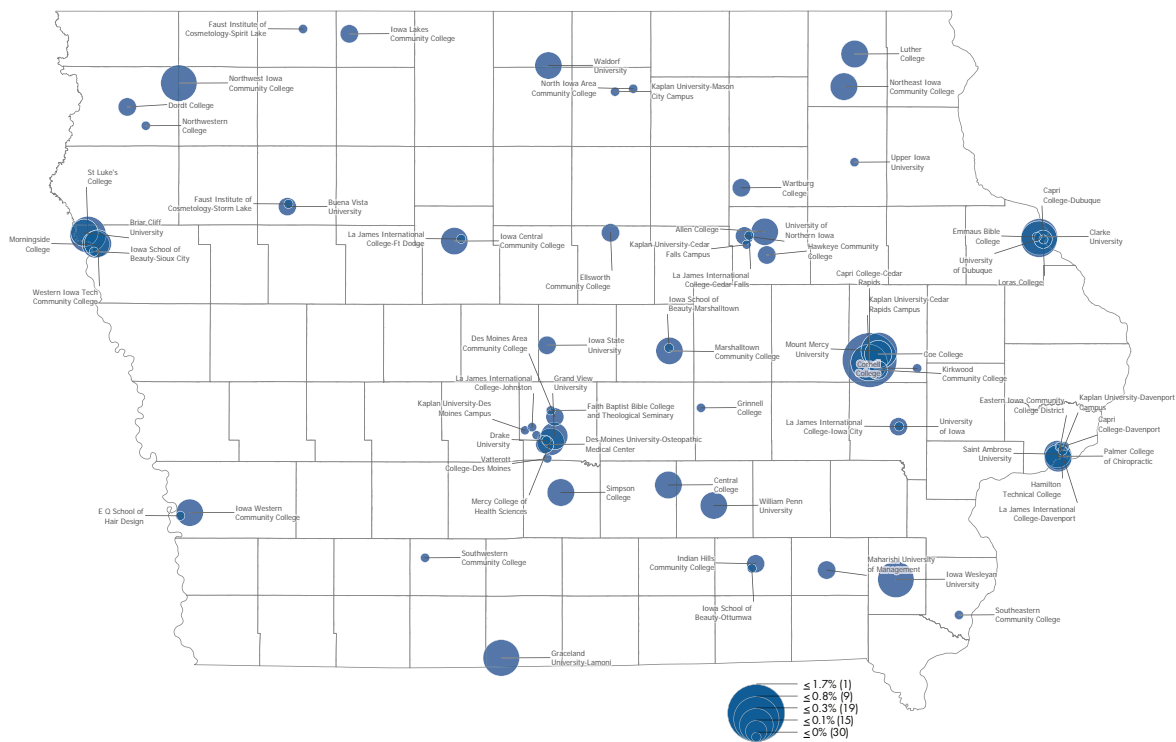 Faust Institute of
Cosmetology-Spirit Lake
Iowa Lakes
Community College
Luther
College
Waldorf
University
Northwest Iowa
Community College
North Iowa Area
Community College
Kaplan University-Mason
City Campus
Northeast Iowa
Community College
Dordt College
Northwestern
College
Upper Iowa
University
St Luke's
College
Wartburg
College
Capri
College-Dubuque
Faust Institute of
Cosmetology-Storm Lake
Buena Vista
University
Briar Cliff
University
Morningside
College
Iowa School of
Beauty-Sioux City
Western Iowa Tech
Community College
La James International
College-Ft Dodge
Iowa Central
Community College
Ellsworth
Community College
Allen College
University of
Northern Iowa
Kaplan University-Cedar
Falls Campus
Hawkeye Community
College
La James International
College-Cedar Falls
Emmaus Bible
College
Clarke
University
University
of Dubuque
Loras College
Capri College-Cedar
Rapids
Kaplan University-Cedar
Rapids Campus
Iowa School of
Beauty-Marshalltown
Des Moines Area
Community College
Iowa State
University
Marshalltown
Community College
Mount Mercy
University
Coe College
Cornell
College
Kirkwood
Community College
La James International
College-Johnston
Grand View
University
Kaplan University-Des
Moines Campus
Faith Baptist Bible College
and Theological Seminary
Grinnell
College
Eastern Iowa Community
College District
Kaplan University-Davenport
Campus
Capri
College-Davenport
La James International
College-Iowa City
University
of Iowa
Drake
University
Des Moines University-Osteopathic
Medical Center
Saint Ambrose
University
Palmer College
of Chiropractic
Vatterott
College-Des Moines
Hamilton
Technical College
Mercy College of
Health Sciences
Simpson
College
Central
College
William Penn
University
La James International
College-Davenport
E Q School of
Hair Design
Iowa Western
Community College
Southwestern
Community College
Indian Hills
Community College
Maharishi University
of Management
Iowa Wesleyan
University
Iowa School of
Beauty-Ottumwa
Southeastern
Community College
Graceland
University-Lamoni
≤ 1.7% (1)
≤ 0.8% (9)
≤ 0.3% (19)
≤ 0.1% (15)
≤ 0% (30)